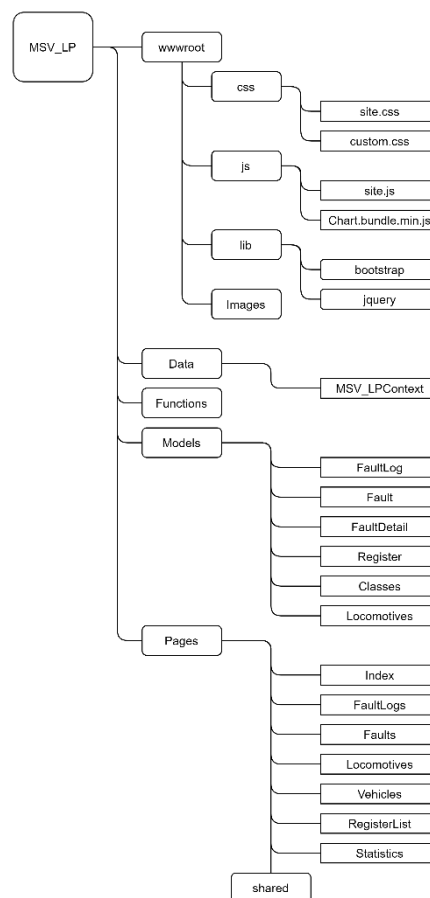 MSV_LP
wwwroot
css
site.css
custom.css
js
site.js
Chart.bundle.min.js
lib
bootstrap
jquery
Images
Data
MSV_LPContext
Functions
Models
FaultLog
Fault
FaultDetail
Register
Classes
Locomotives
Pages
Index
FaultLogs
Faults
Locomotives
Vehicles
RegisterList
Statistics
shared